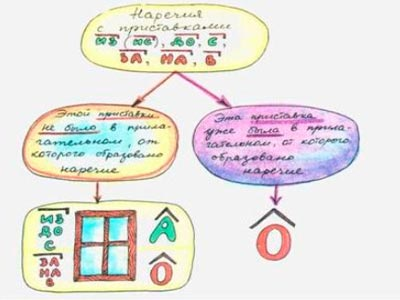 Наречия
с приставками
ИЗ (ИС), ДО, С,
ЗА, НА, В
Этой приставки
не было в прила-
гательном, от
которого образовано
наречие
Эта приставка
уже была в прила-
гательном, от которого
образовано
наречие
ИЗ
ДО
С
А
ЗА
НА
В
О
О